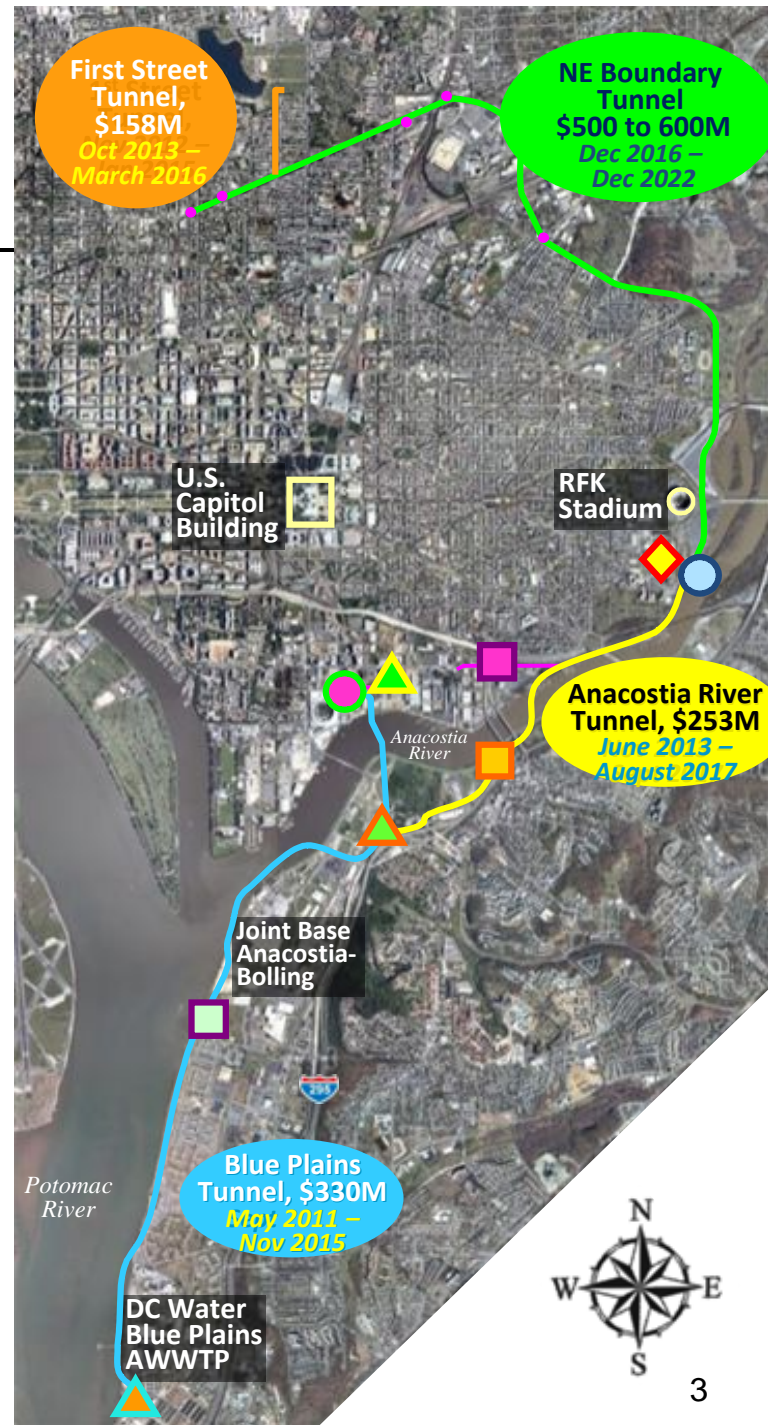 First Street
Tunnel,
$158M
Oct 2013 –
March 2016
NE Boundary
Tunnel
$500 to 600M
Dec 2016 –
Dec 2022
U.S.
Capitol
Building
RFK
Stadium
Anacostia River
Tunnel, $253M
June 2013 –
August 2017
Anacostia
River
Joint Base
Anacostia-
Bolling
295
Blue Plains
Tunnel, $330M
May 2011 –
Nov 2015
Potomac
River
DC Water
Blue Plains
AWWTP
N
W
E
S
3